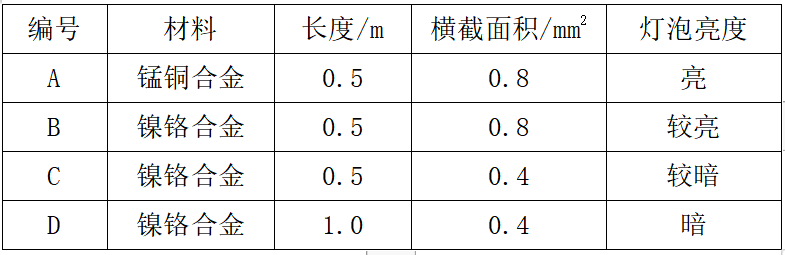 编号 材料 长度/m 横截面积/mm² 灯泡亮度
A 锰铜合金 0.5 0.8 亮
B 镍铬合金 0.5 0.8 较亮
C 镍铬合金 0.5 0.4 较暗
D 镍铬合金 1.0 0.4 暗